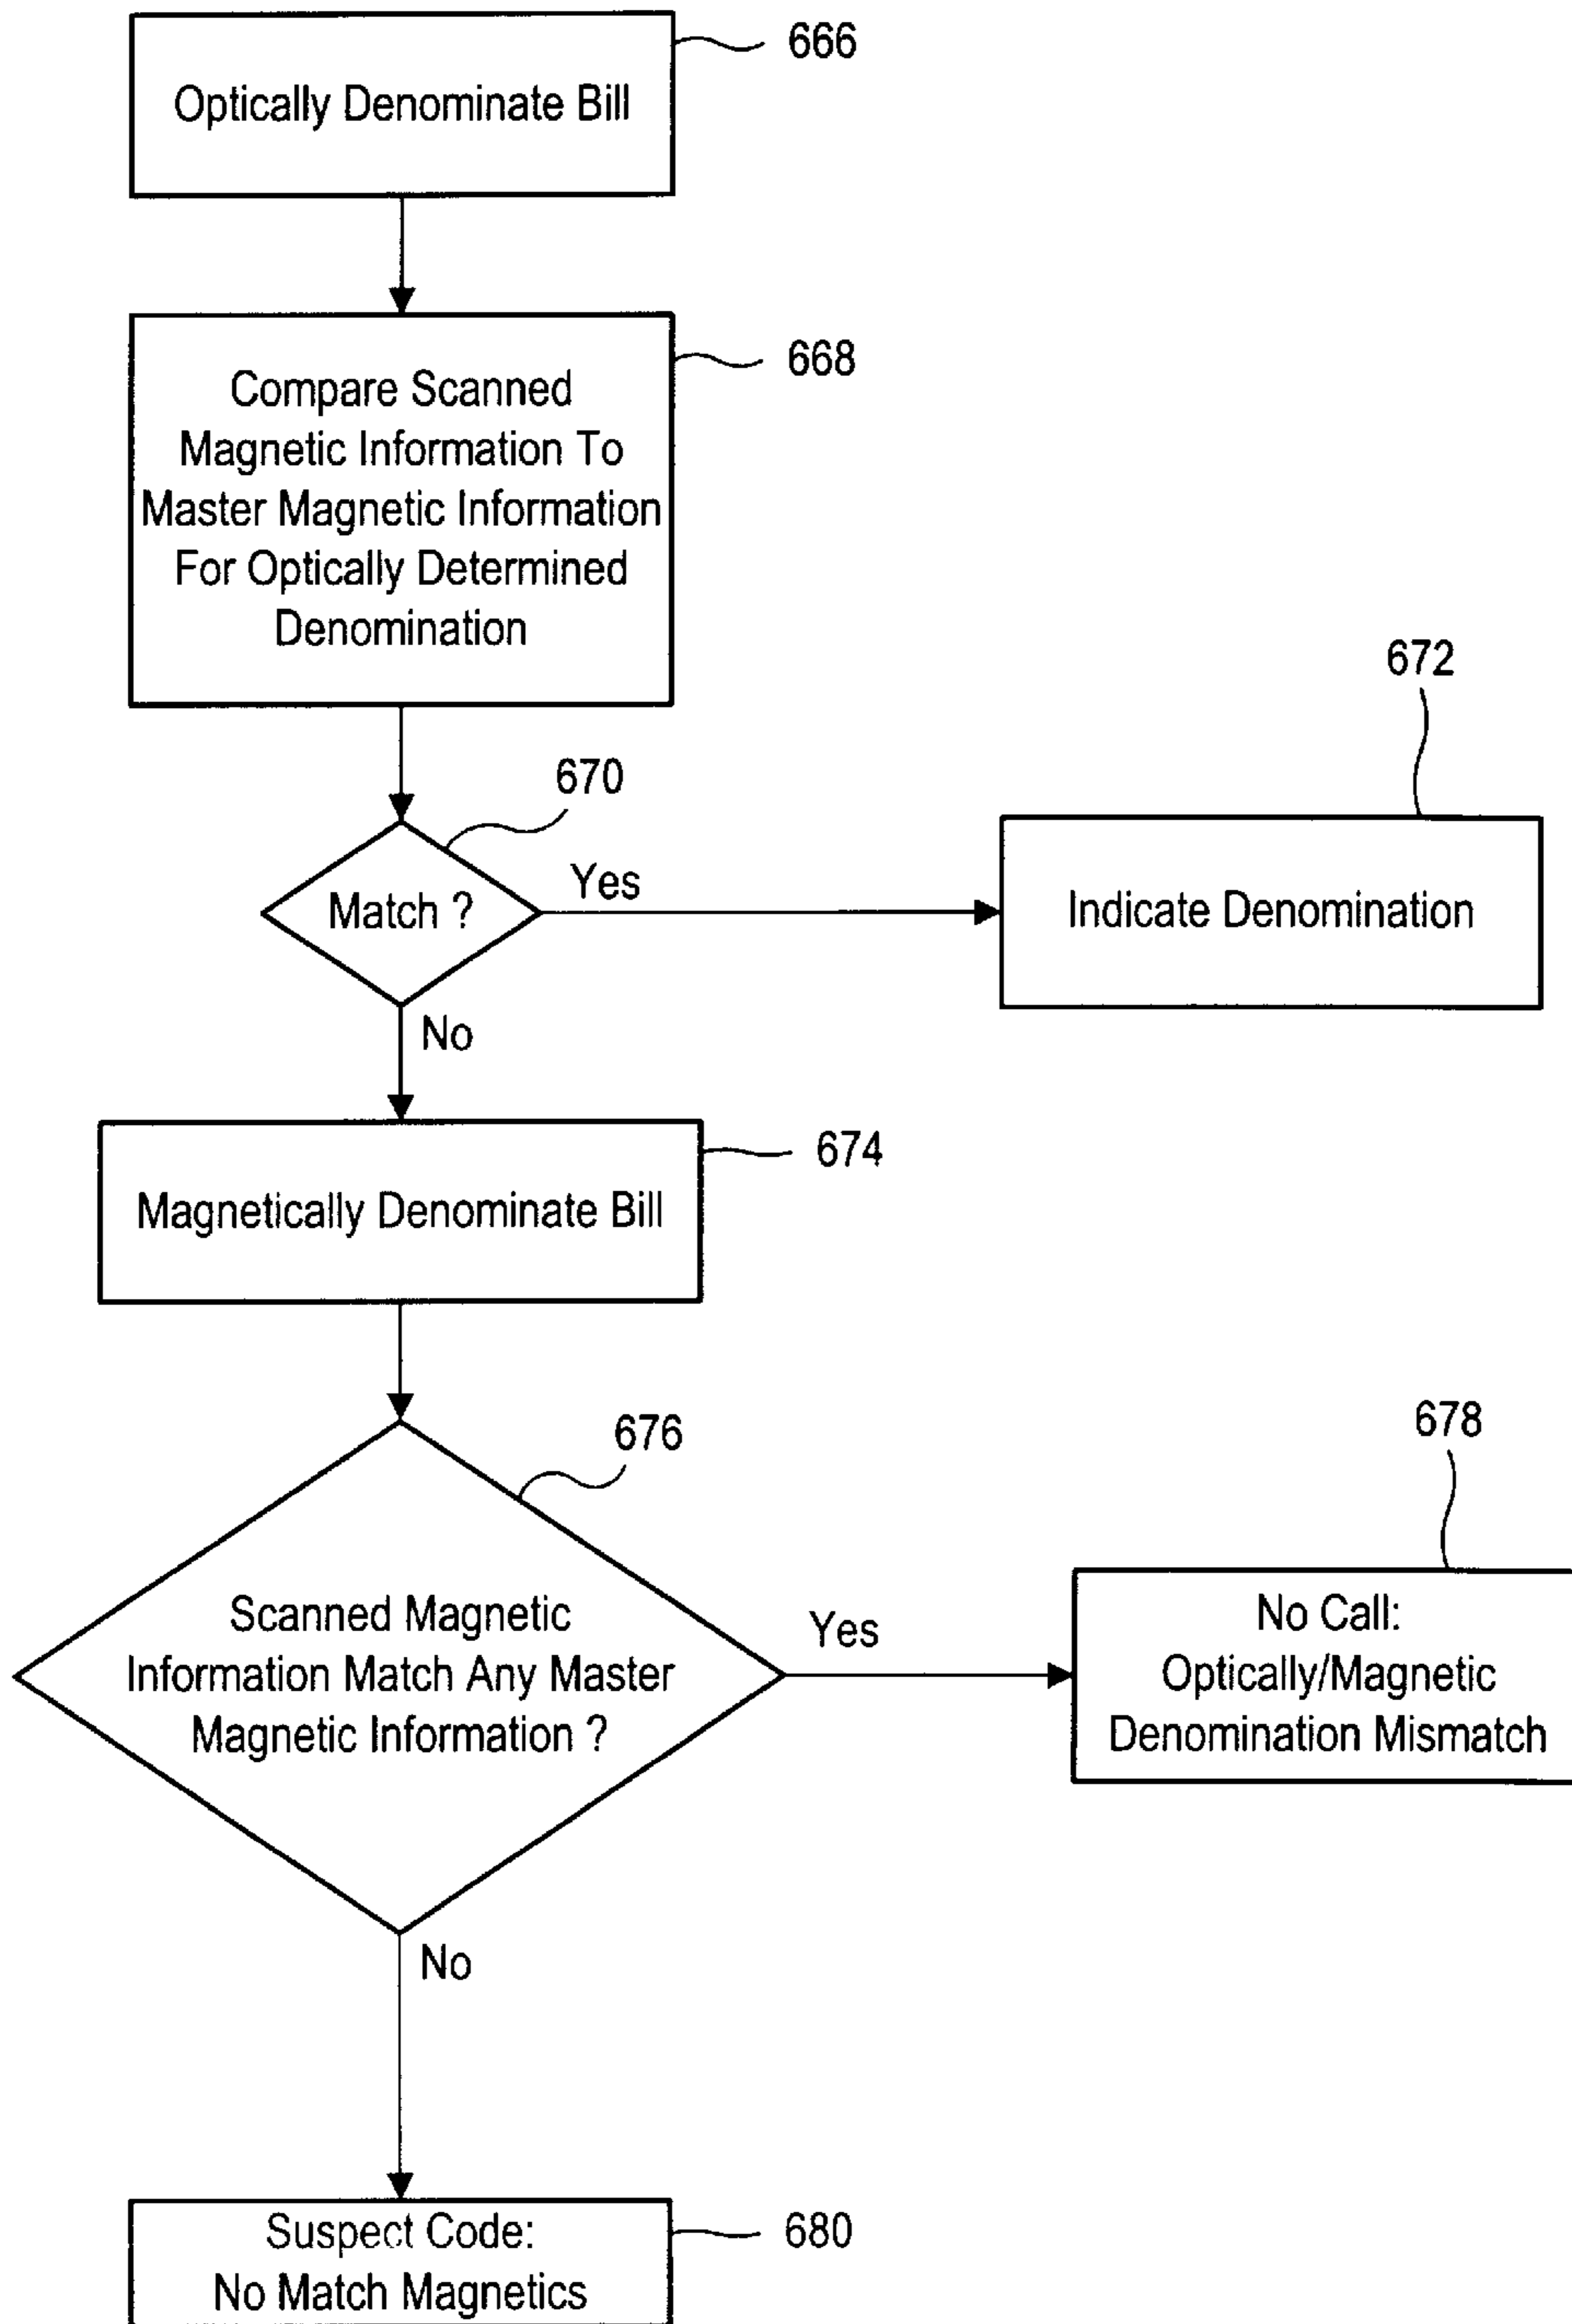 666
Optically Denominate Bill
668
Compare Scanned
Magnetic Information To
Master Magnetic Information
For Optically Determined
Denomination
672
670
Yes
Match ?
Indicate Denomination
No
674
Magnetically Denominate Bill
676
678
Scanned Magnetic
Information Match Any Master
Magnetic Information ?
Yes
No Call:
Optically/Magnetic
Denomination Mismatch
No
Suspect Code:
No Match Magnetics
680